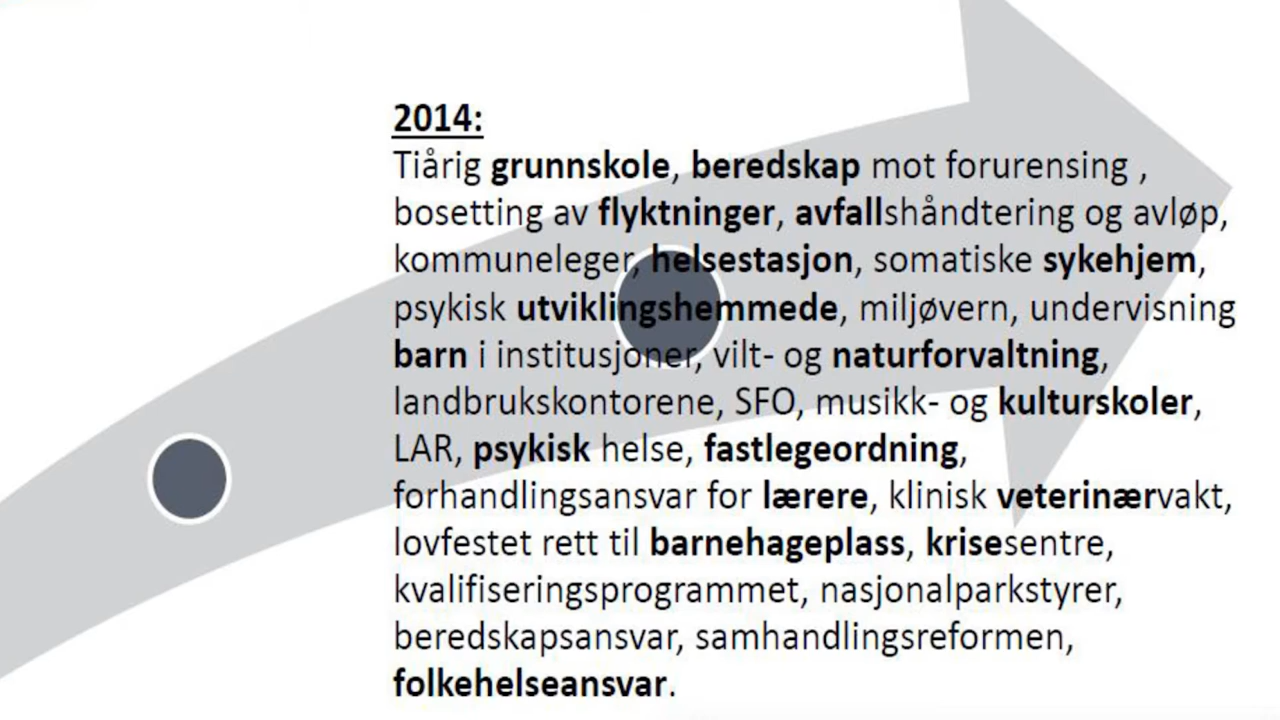 2014:
Tiårig grunnskole, beredskap mot forurensing ,
bosetting av flyktninger, avfallshåndtering og avløp,
kommuneleger, helsestasjon, somatiske sykehjem,
psykisk utviklingshemmede, miljøvern, undervisning
barn i institusjoner, vilt- og naturforvaltning,
landbrukskontorene, SFO, musikk- og kulturskoler,
LAR, psykisk helse, fastlegeordning,
forhandlingsansvar for lærere, klinisk veterinærvakt,
lovfestet rett til barnehageplass, krisesentre,
kvalifiseringsprogrammet, nasjonalparkstyrer,
beredskapsansvar, samhandlingsreformen,
folkehelseansvar.